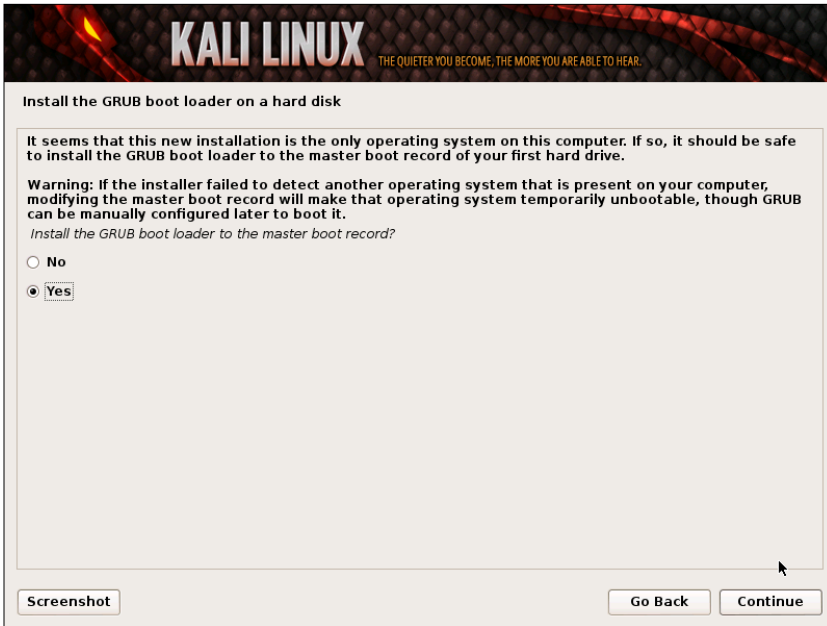 KALI LINUX
THE QUIETER YOU BECOME, THE MORE YOU ARE ABLE TO HEAR.
Install the GRUB boot loader on a hard disk
It seems that this new installation is the only operating system on this computer. If so, it should be safe
to install the GRUB boot loader to the master boot record of your first hard drive.
Warning: If the installer failed to detect another operating system that is present on your computer,
modifying the master boot record will make that operating system temporarily unbootable, though GRUB
can be manually configured later to boot it.
Install the GRUB boot loader to the master boot record?
No
Yes
Screenshot
Go Back
Continue